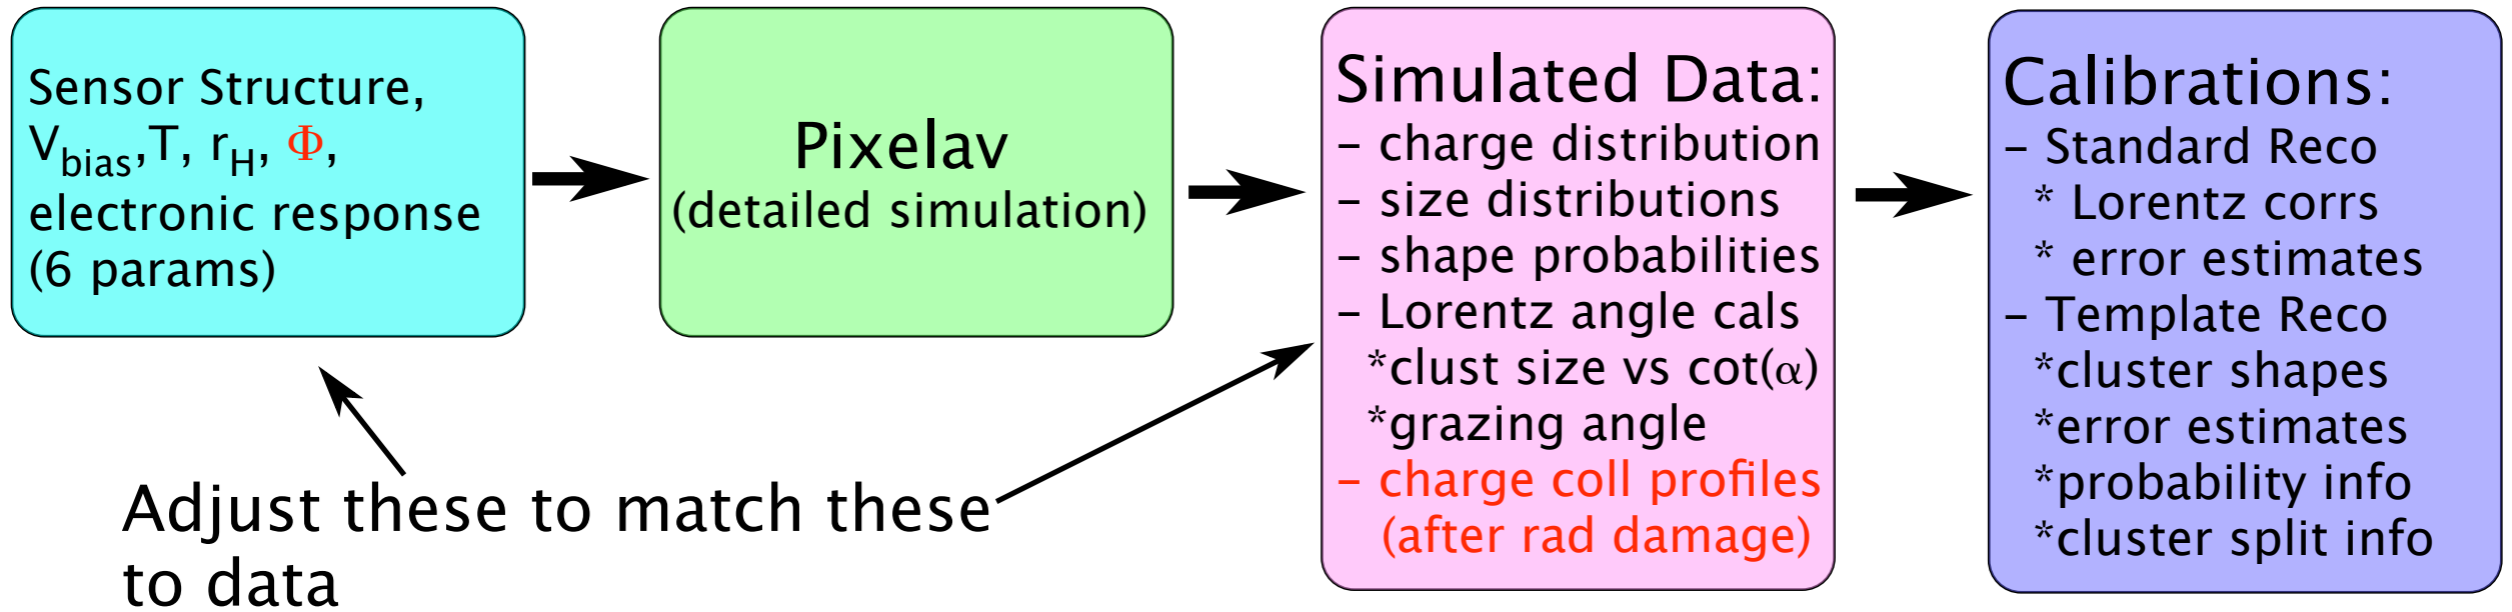 Sensor Structure,
V_bias, T, r_H, Φ,
electronic response
(6 params)
Pixelav
(detailed simulation)
Simulated Data:
- charge distribution
- size distributions
- shape probabilities
- Lorentz angle cals
*clust size vs cot(α)
*grazing angle
- charge coll profiles
(after rad damage)
Calibrations:
- Standard Reco
* Lorentz corrs
* error estimates
- Template Reco
*cluster shapes
*error estimates
*probability info
*cluster split info
Adjust these to match these
to data